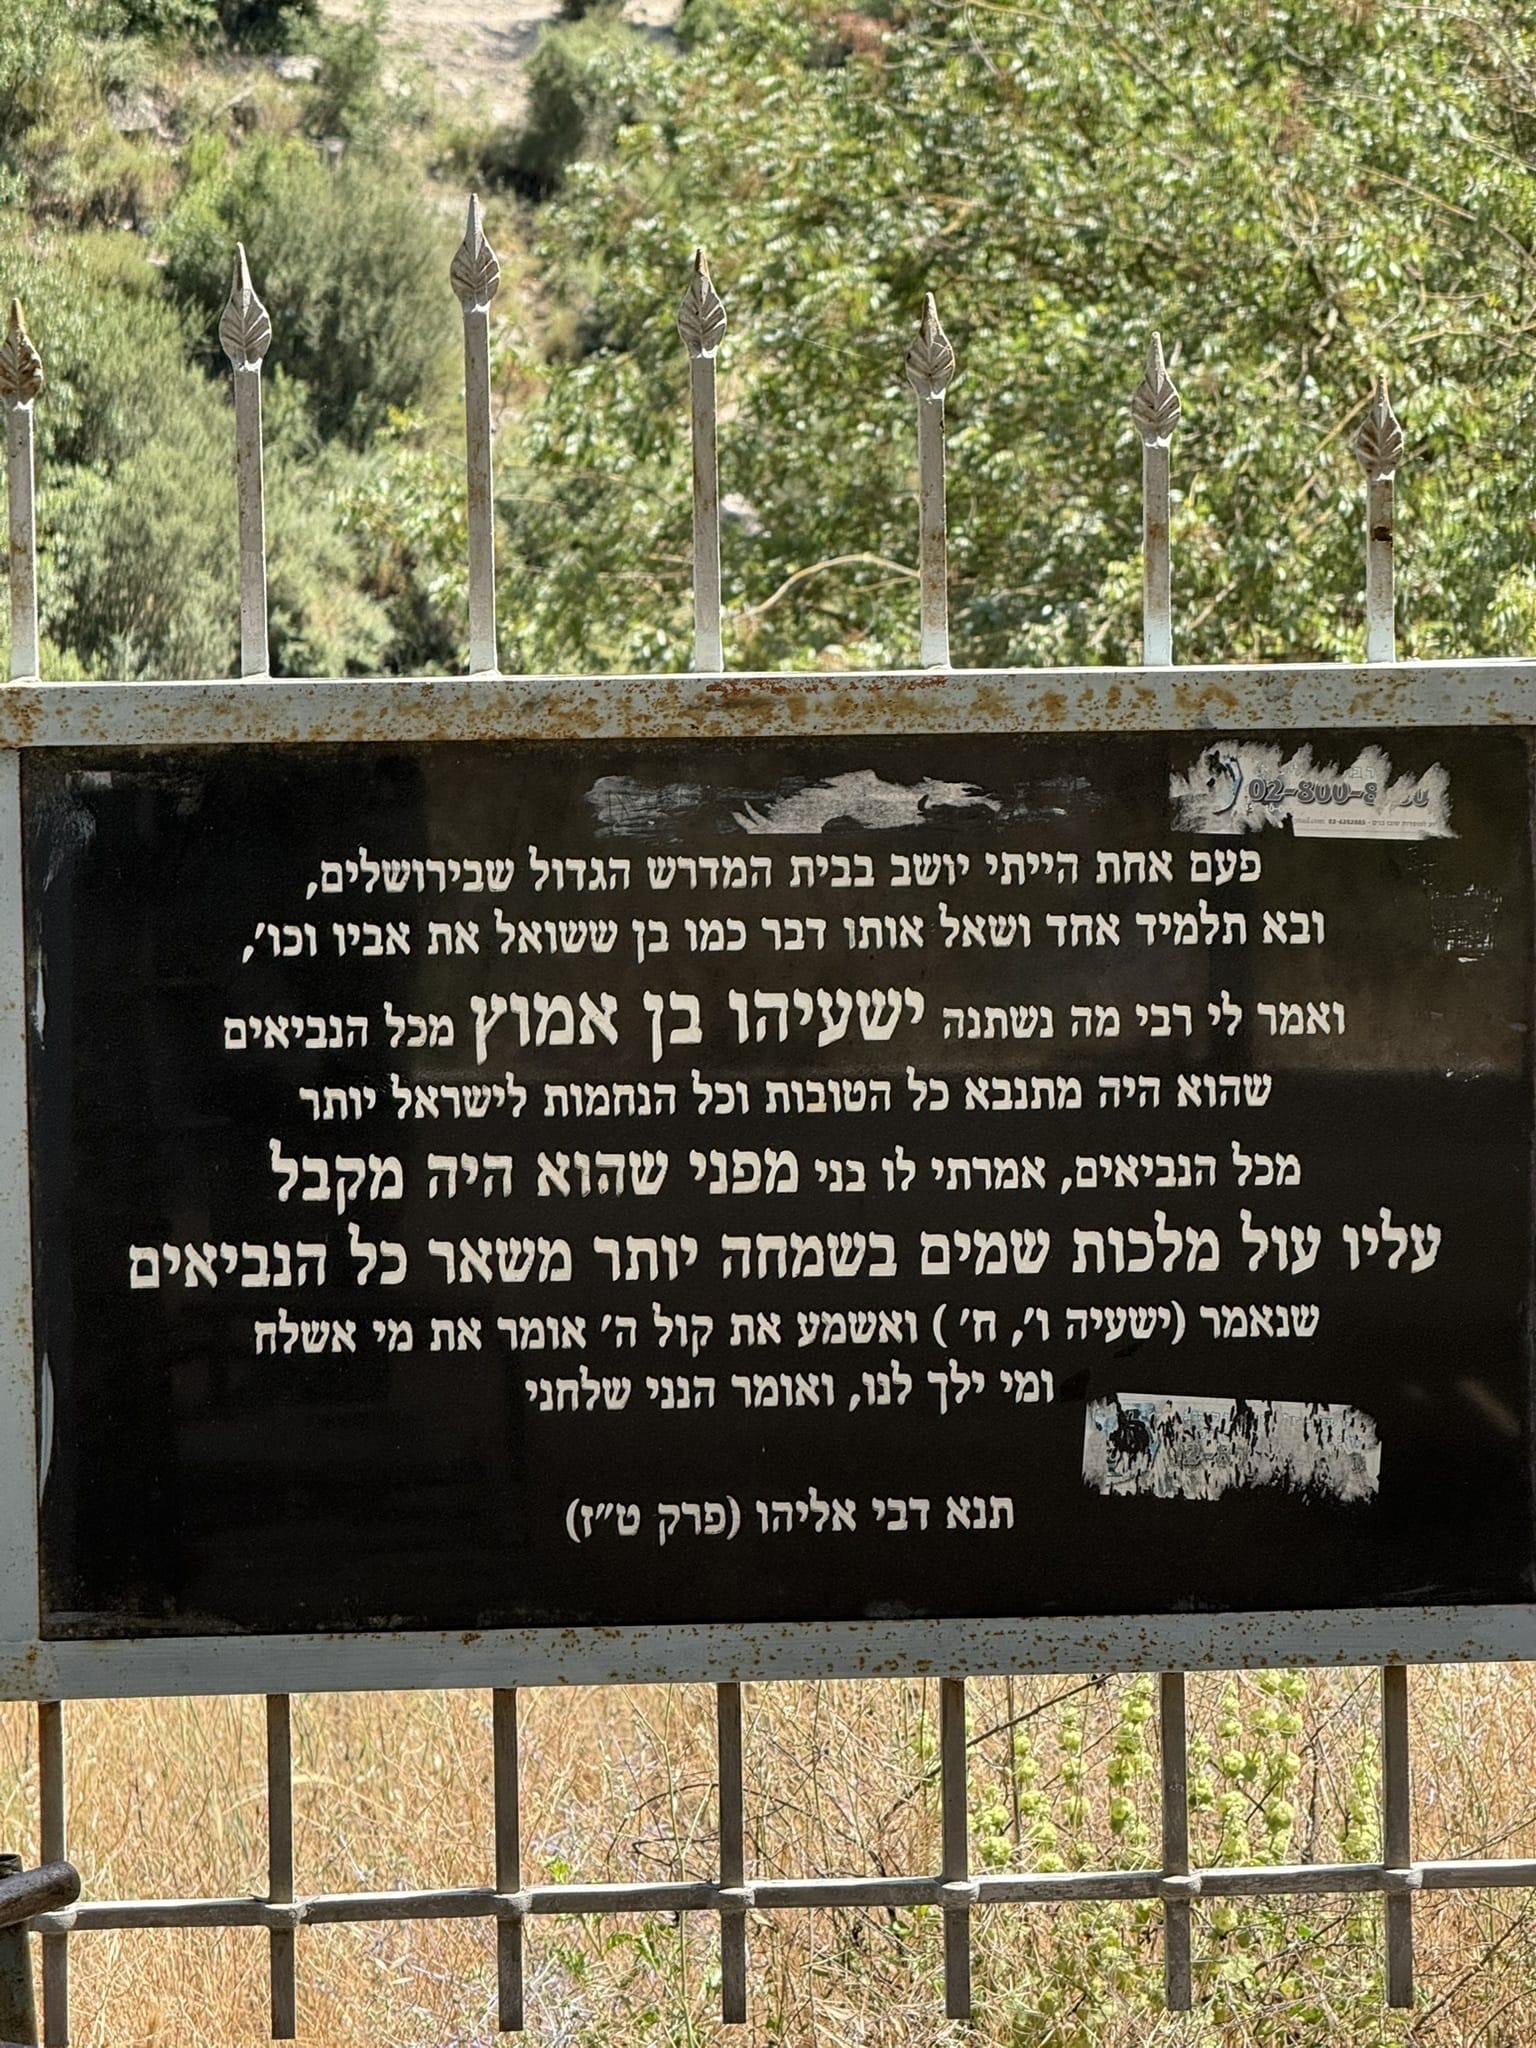 02-800-8
פעם אחת הייתי יושב בבית המדרש הגדול שבירושלים,
ובא תלמיד אחד ושאל אותו דבר כמו בן ששואל את אביו וכו׳,
ואמר לי רבי מה נשתנה ישעיהו בן אמוץ מכל הנביאים
שהוא היה מתנבא כל הטובות וכל הנחמות לישראל יותר
מכל הנביאים, אמרתי לו בני מפני שהוא היה מקבל
עליו עול מלכות שמים בשמחה יותר משאר כל הנביאים
שנאמר (ישעיה ו׳, ח׳ ) ואשמע את קול ה׳ אומר את מי אשלח
ומי ילך לנו, ואומר הנני שלחני
תנא דבי אליהו (פרק ט״ז)